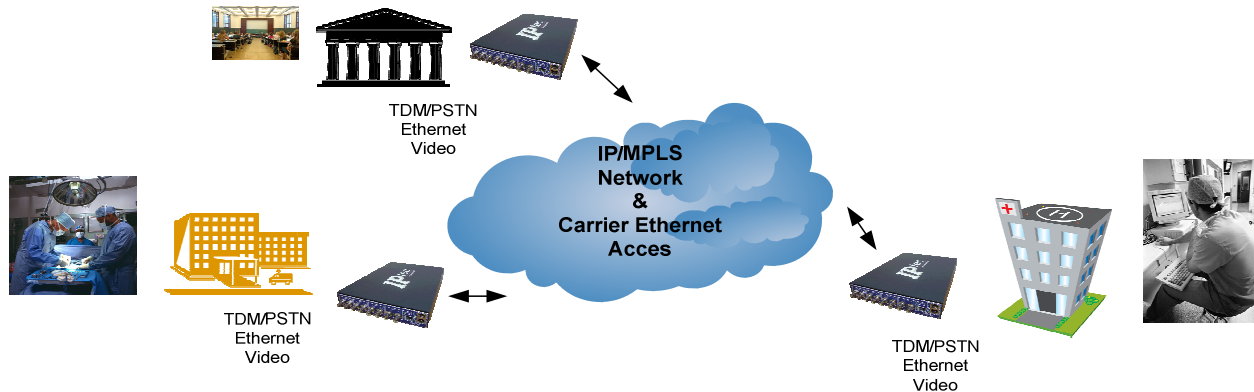 TDM/PSTN
Ethernet
Video
IP/MPLS
Network
&
Carrier Ethernet
Acces
TDM/PSTN
Ethernet
Video
TDM/PSTN
Ethernet
Video